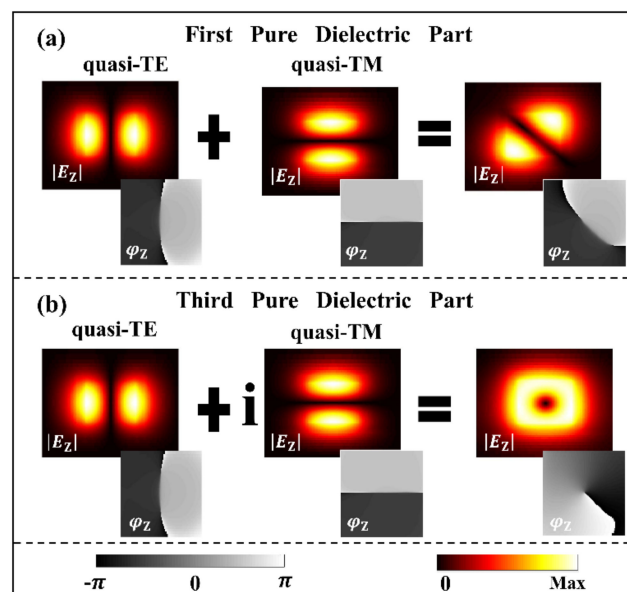 (a) First Pure Dielectric Part
quasi-TE quasi-TM
+ =
|E_Z| |E_Z| |E_Z|
φ_Z φ_Z φ_Z
(b) Third Pure Dielectric Part
quasi-TE quasi-TM
+ i =
|E_Z| |E_Z| |E_Z|
φ_Z φ_Z φ_Z
-π 0 π 0 Max